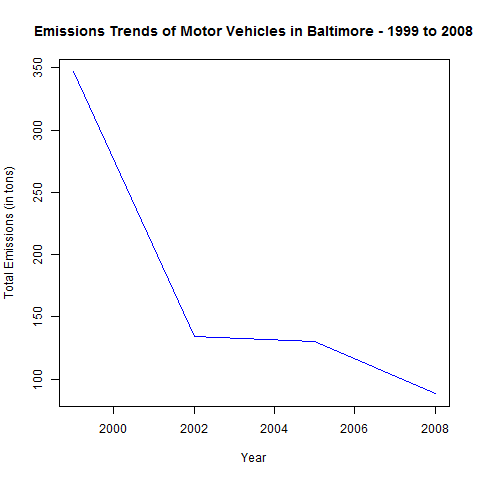 Emissions Trends of Motor Vehicles in Baltimore - 1999 to 2008
Total Emissions (in tons)
350
300
250
200
150
100
2000 2002 2004 2006 2008
Year